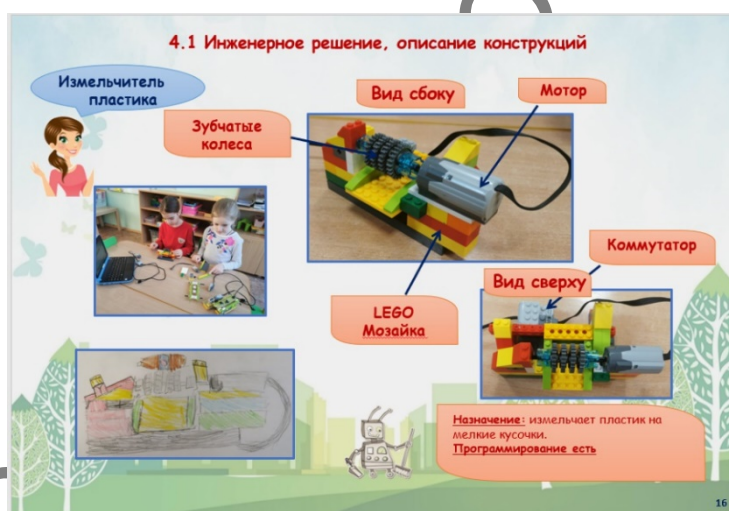 4.1 Инженерное решение, описание конструкций
Измельчитель
пластика
Вид сбоку
Мотор
Зубчатые
колеса
Коммутатор
Вид сверху
LEGO
Мозайка
Назначение: измельчает пластик на
мелкие кусочки.
Программирование есть
16